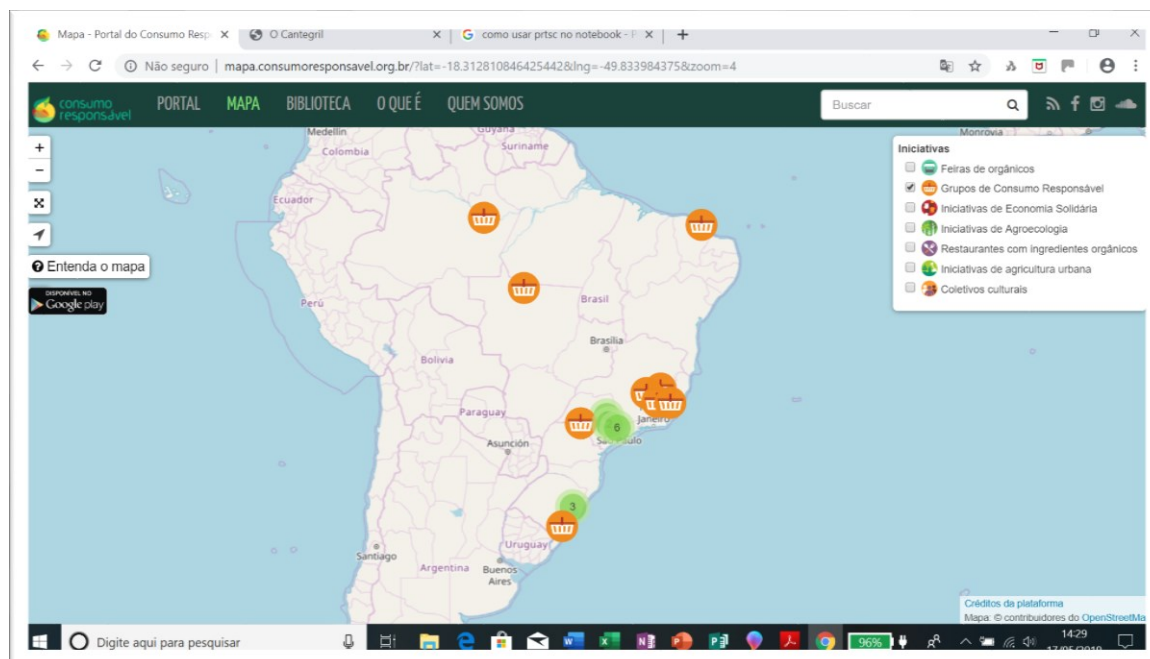 Mapa - Portal do Consumo Resp
O Cantegril
como usar prtsc no notebook - P
Não seguro | mapa.consumoresponsavel.org.br/?lat=-18.312810846425442&lng=-49.833984375&zoom=4
consumo
responsável
PORTAL
MAPA
BIBLIOTECA
O QUE É
QUEM SOMOS
Buscar
Medellín
Colombia
Guyana
Suriname
Monrovia
Ecuador
Perú
Brasil
Brasília
Bolivia
Paraguay
Asunción
Janeiro
6
3
Uruguay
Santiago
Argentina
Buenos
Aires
+
−
Entenda o mapa
DISPONÍVEL NO
Google play
Iniciativas
Feiras de orgânicos
Grupos de Consumo Responsável
Iniciativas de Economia Solidária
Iniciativas de Agroecologia
Restaurantes com ingredientes orgânicos
Iniciativas de agricultura urbana
Coletivos culturais
Créditos da plataforma
Mapa: © contribuidores do OpenStreetMa
Digite aqui para pesquisar
96%
14:29
17/05/2019